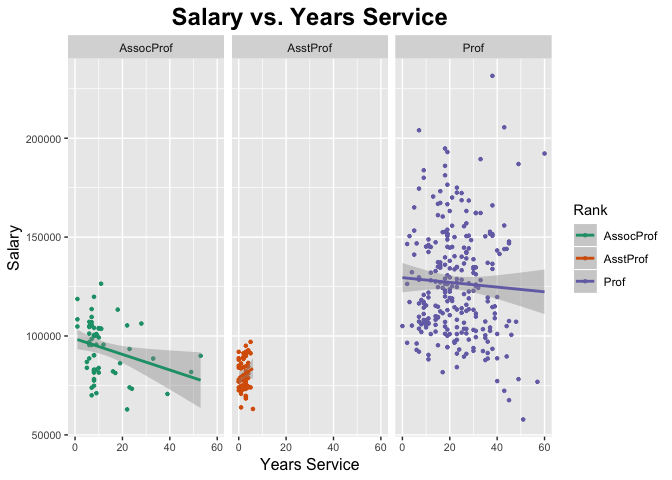 Salary vs. Years Service
AssocProf
AsstProf
Prof
Salary
200000
150000
100000
50000
0 20 40 60
0 20 40 60
0 20 40 60
Years Service
Rank
AssocProf
AsstProf
Prof